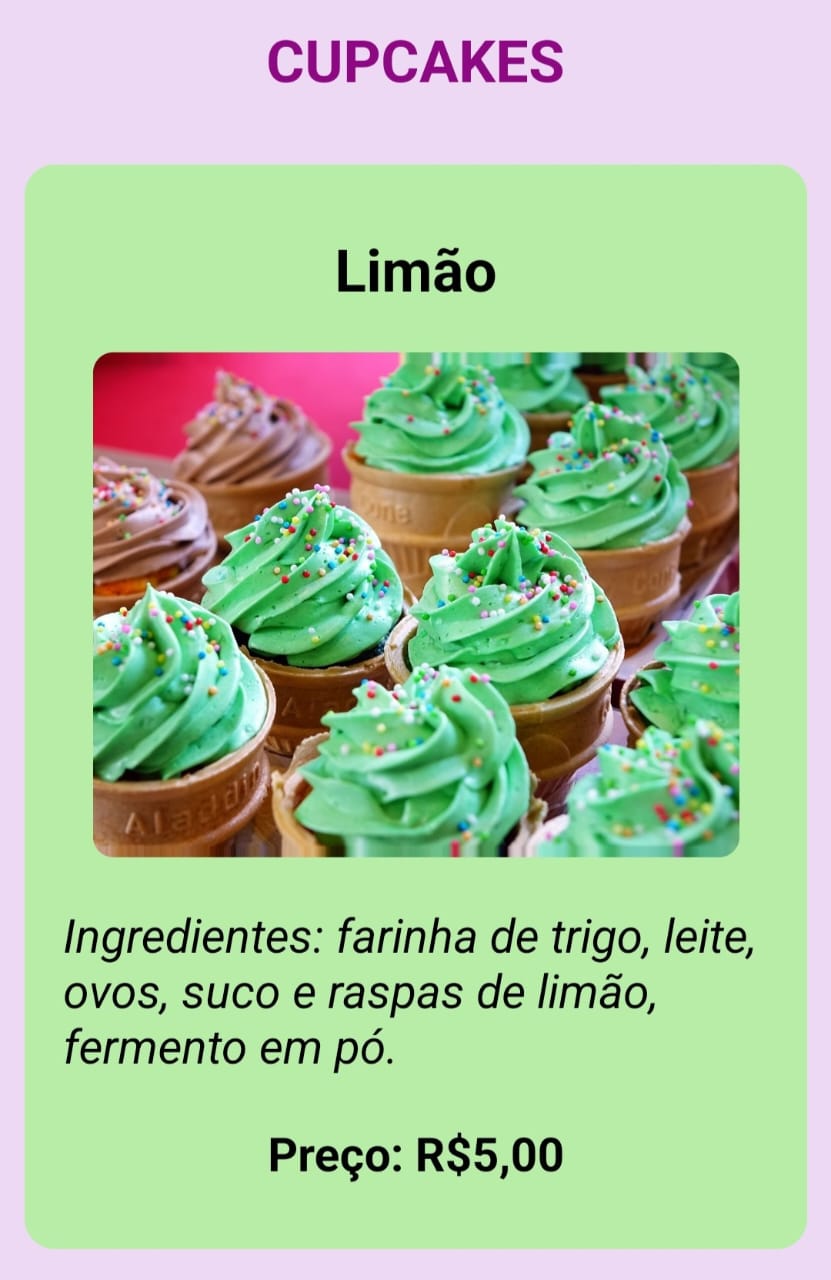 CUPCAKES
Limão
Cone
Aladdin
Ingredientes: farinha de trigo, leite,
ovos, suco e raspas de limão,
fermento em pó.
Preço: R$5,00